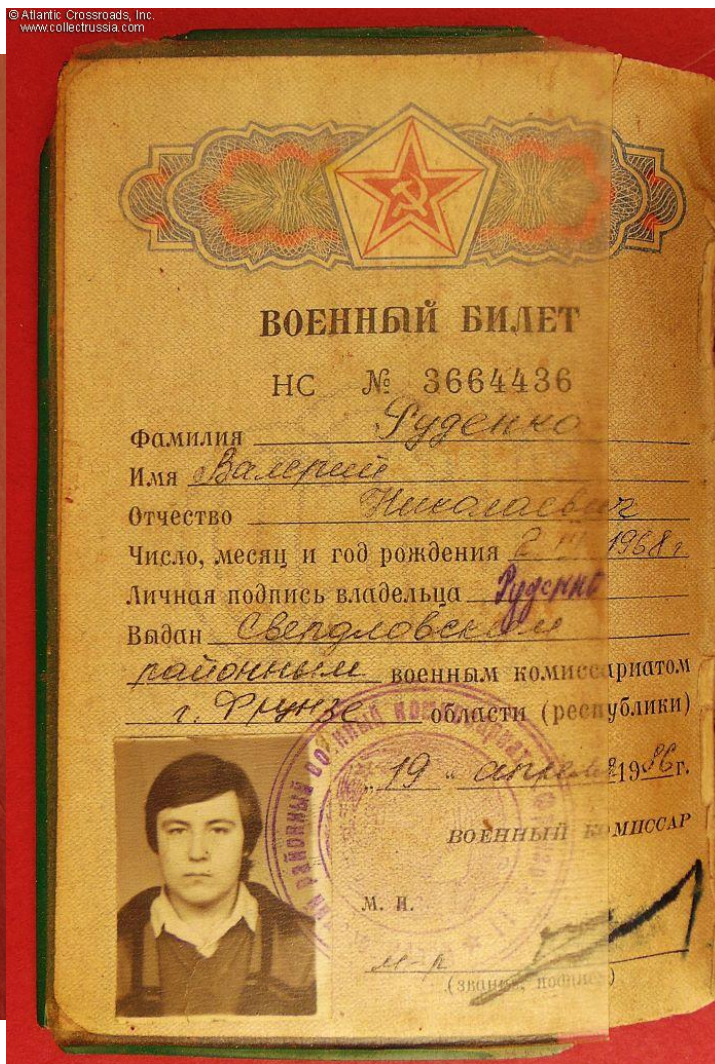 © Atlantic Crossroads, Inc.
www.collectrussia.com
ВОЕННЫЙ БИЛЕТ
НС № 3664436
Фамилия Руденко
Имя Валерий
Отчество Николаевич
Число, месяц и год рождения 1968 г
Личная подпись владельца Руденко
Выдан Свердловским
районным военным комиссариатом
г. Фрунзе области (республики)
„19" апреля 1986 г.
ВОЕННЫЙ КОМИССАР
М. П.
м-р
(звание, подпись)